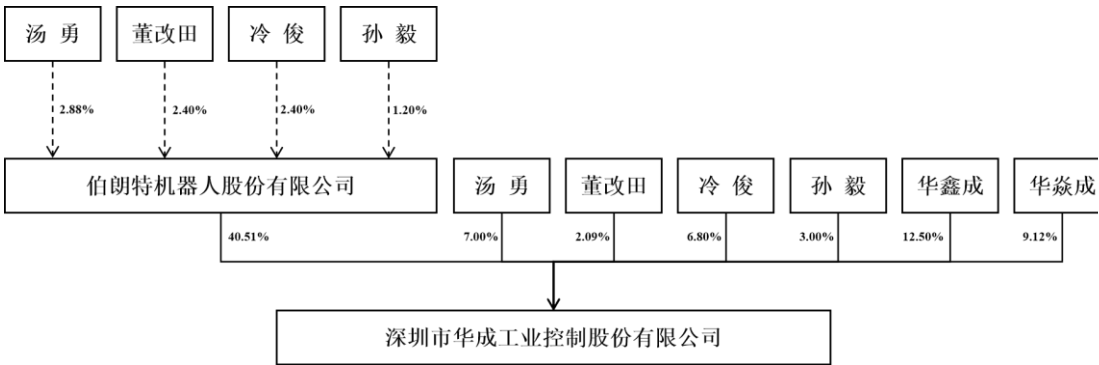 汤 勇
董改田
冷 俊
孙 毅
2.88%
2.40%
2.40%
1.20%
伯朗特机器人股份有限公司
汤 勇
董改田
冷 俊
孙 毅
华鑫成
华焱成
40.51%
7.00%
2.09%
6.80%
3.00%
12.50%
9.12%
深圳市华成工业控制股份有限公司